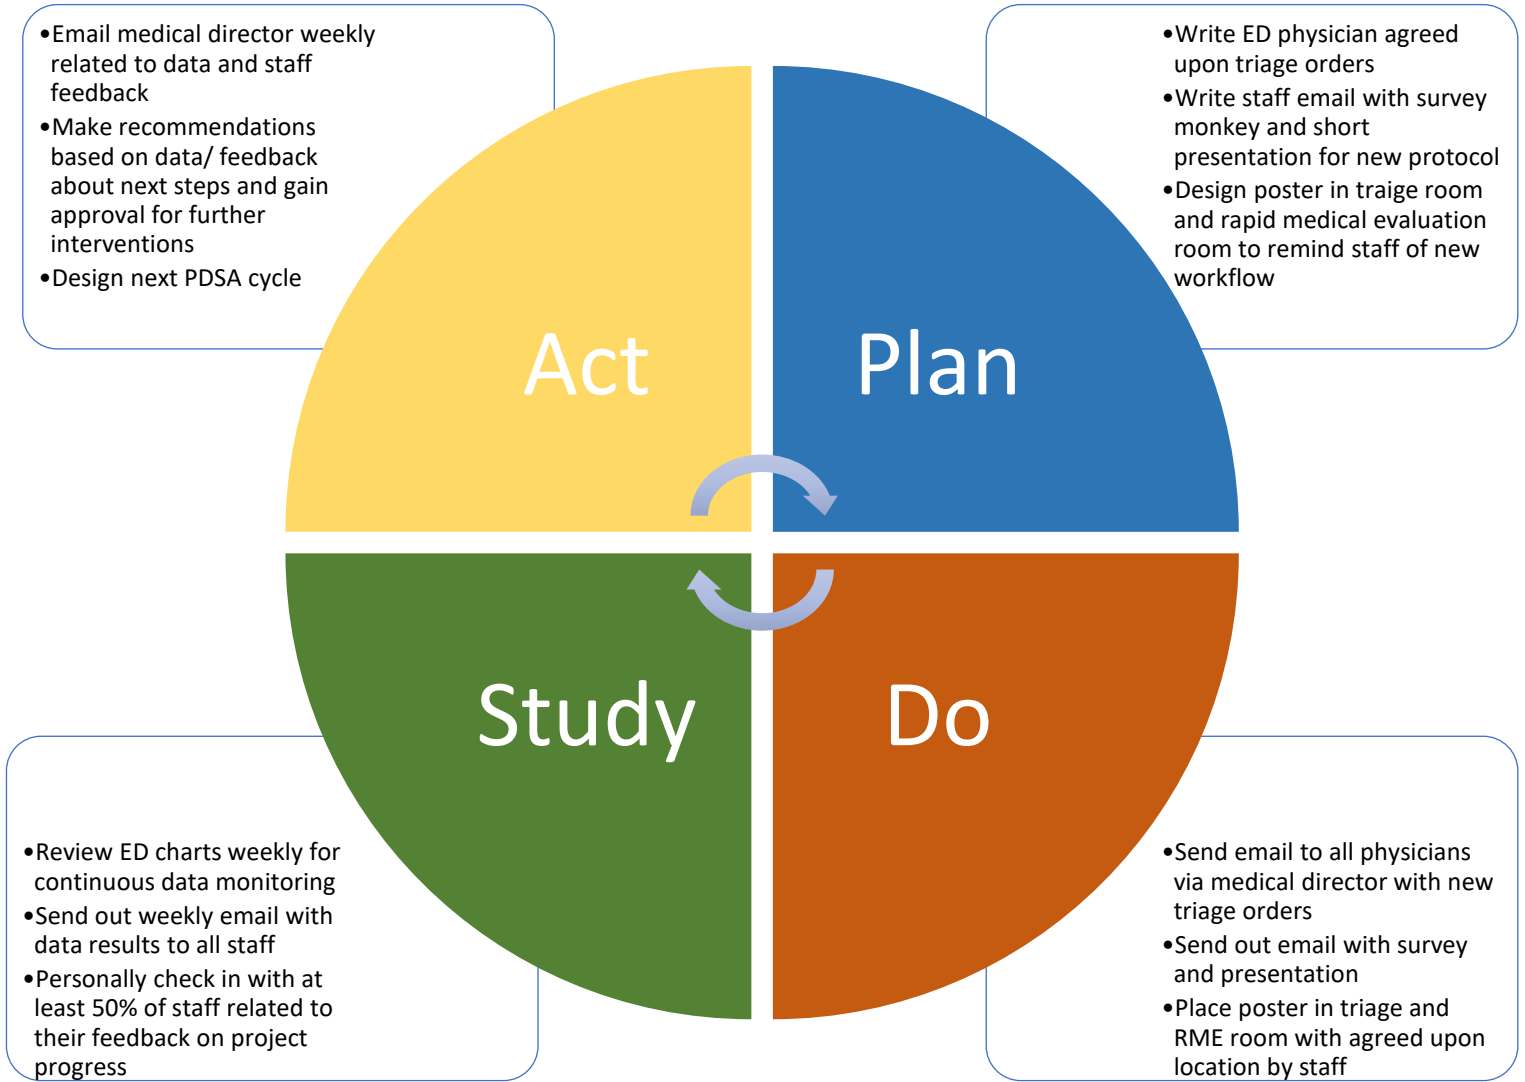 •Email medical director weekly
related to data and staff
feedback
•Make recommendations
based on data/ feedback
about next steps and gain
approval for further
interventions
•Design next PDSA cycle
•Write ED physician agreed
upon triage orders
•Write staff email with survey
monkey and short
presentation for new protocol
•Design poster in traige room
and rapid medical evaluation
room to remind staff of new
workflow
Act
Plan
Study
Do
•Review ED charts weekly for
continuous data monitoring
•Send out weekly email with
data results to all staff
•Personally check in with at
least 50% of staff related to
their feedback on project
progress
•Send email to all physicians
via medical director with new
triage orders
•Send out email with survey
and presentation
•Place poster in triage and
RME room with agreed upon
location by staff